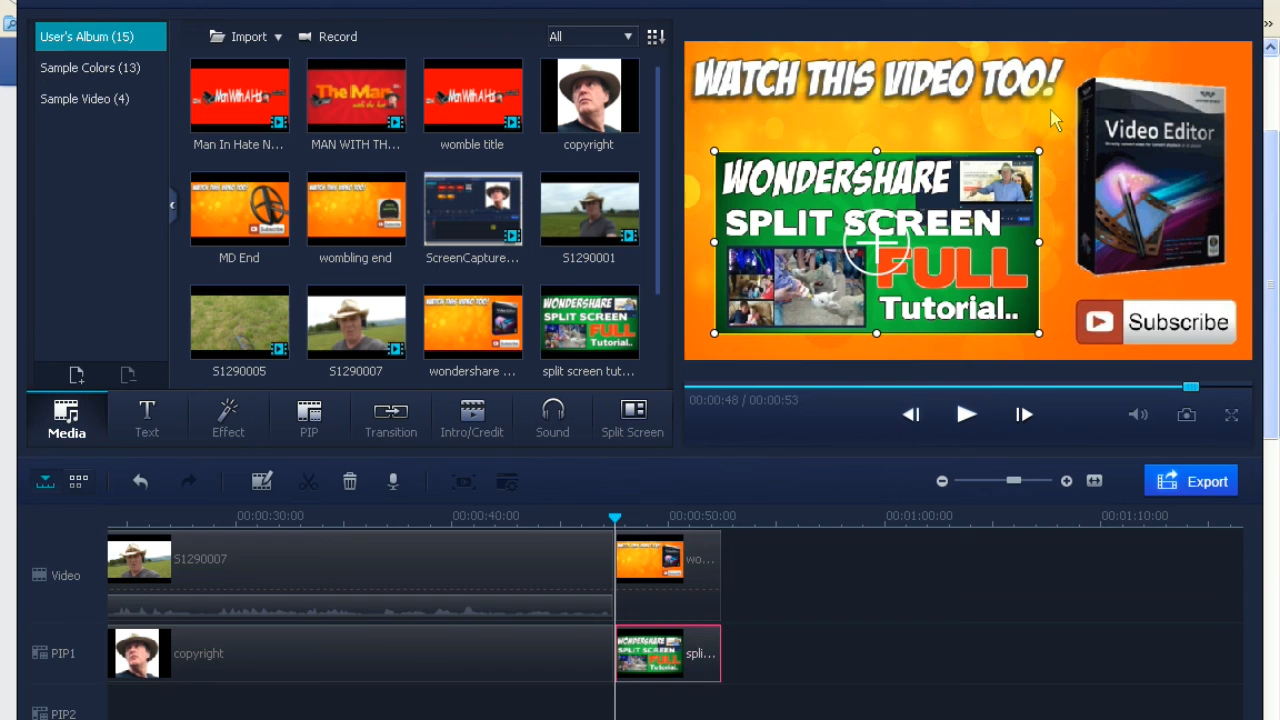 User's Album (15)
Sample Colors (13)
Sample Video (4)
Import
Record
All
Man In Hate N...
MAN WITH TH...
womble title
copyright
MD End
wombling end
ScreenCapture...
S1290001
S1290005
S1290007
wondershare ...
split screen tut...
Media
Text
Effect
PIP
Transition
Intro/Credit
Sound
Split Screen
WATCH THIS VIDEO TOO!
Video Editor
WONDERSHARE
SPLIT SCREEN
FULL
Tutorial..
Subscribe
00:00:48 / 00:00:53
Export
00:00:30:00
00:00:40:00
00:00:50:00
00:01:00:00
00:01:10:00
Video
S1290007
wo...
PIP1
copyright
spli...
PIP2